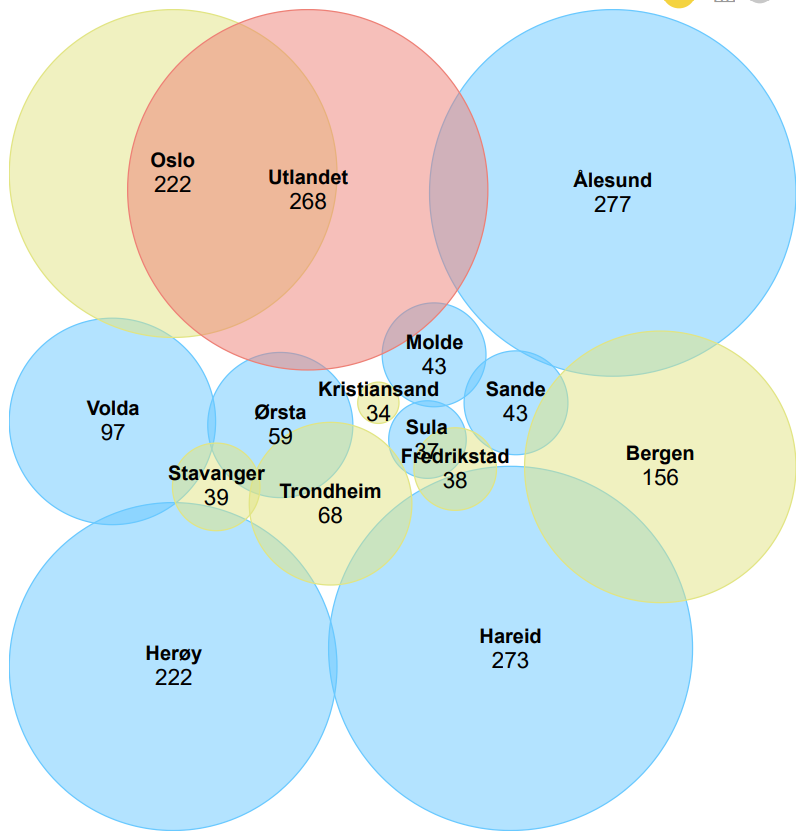 Oslo
222
Utlandet
268
Ålesund
277
Molde
43
Kristiansand
34
Sande
43
Volda
97
Ørsta
59
Sula
37
Fredrikstad
38
Bergen
156
Stavanger
39
Trondheim
68
Herøy
222
Hareid
273